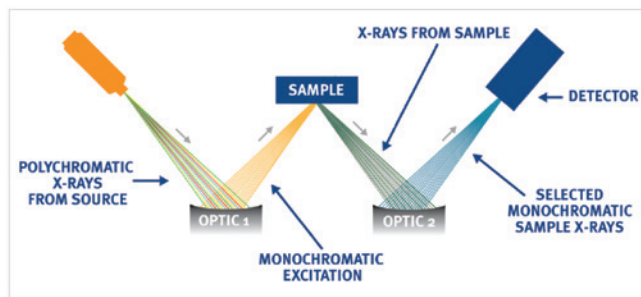 X-RAYS FROM SAMPLE
SAMPLE
DETECTOR
POLYCHROMATIC
X-RAYS
FROM SOURCE
OPTIC 1
OPTIC 2
MONOCHROMATIC
EXCITATION
SELECTED
MONOCHROMATIC
SAMPLE X-RAYS